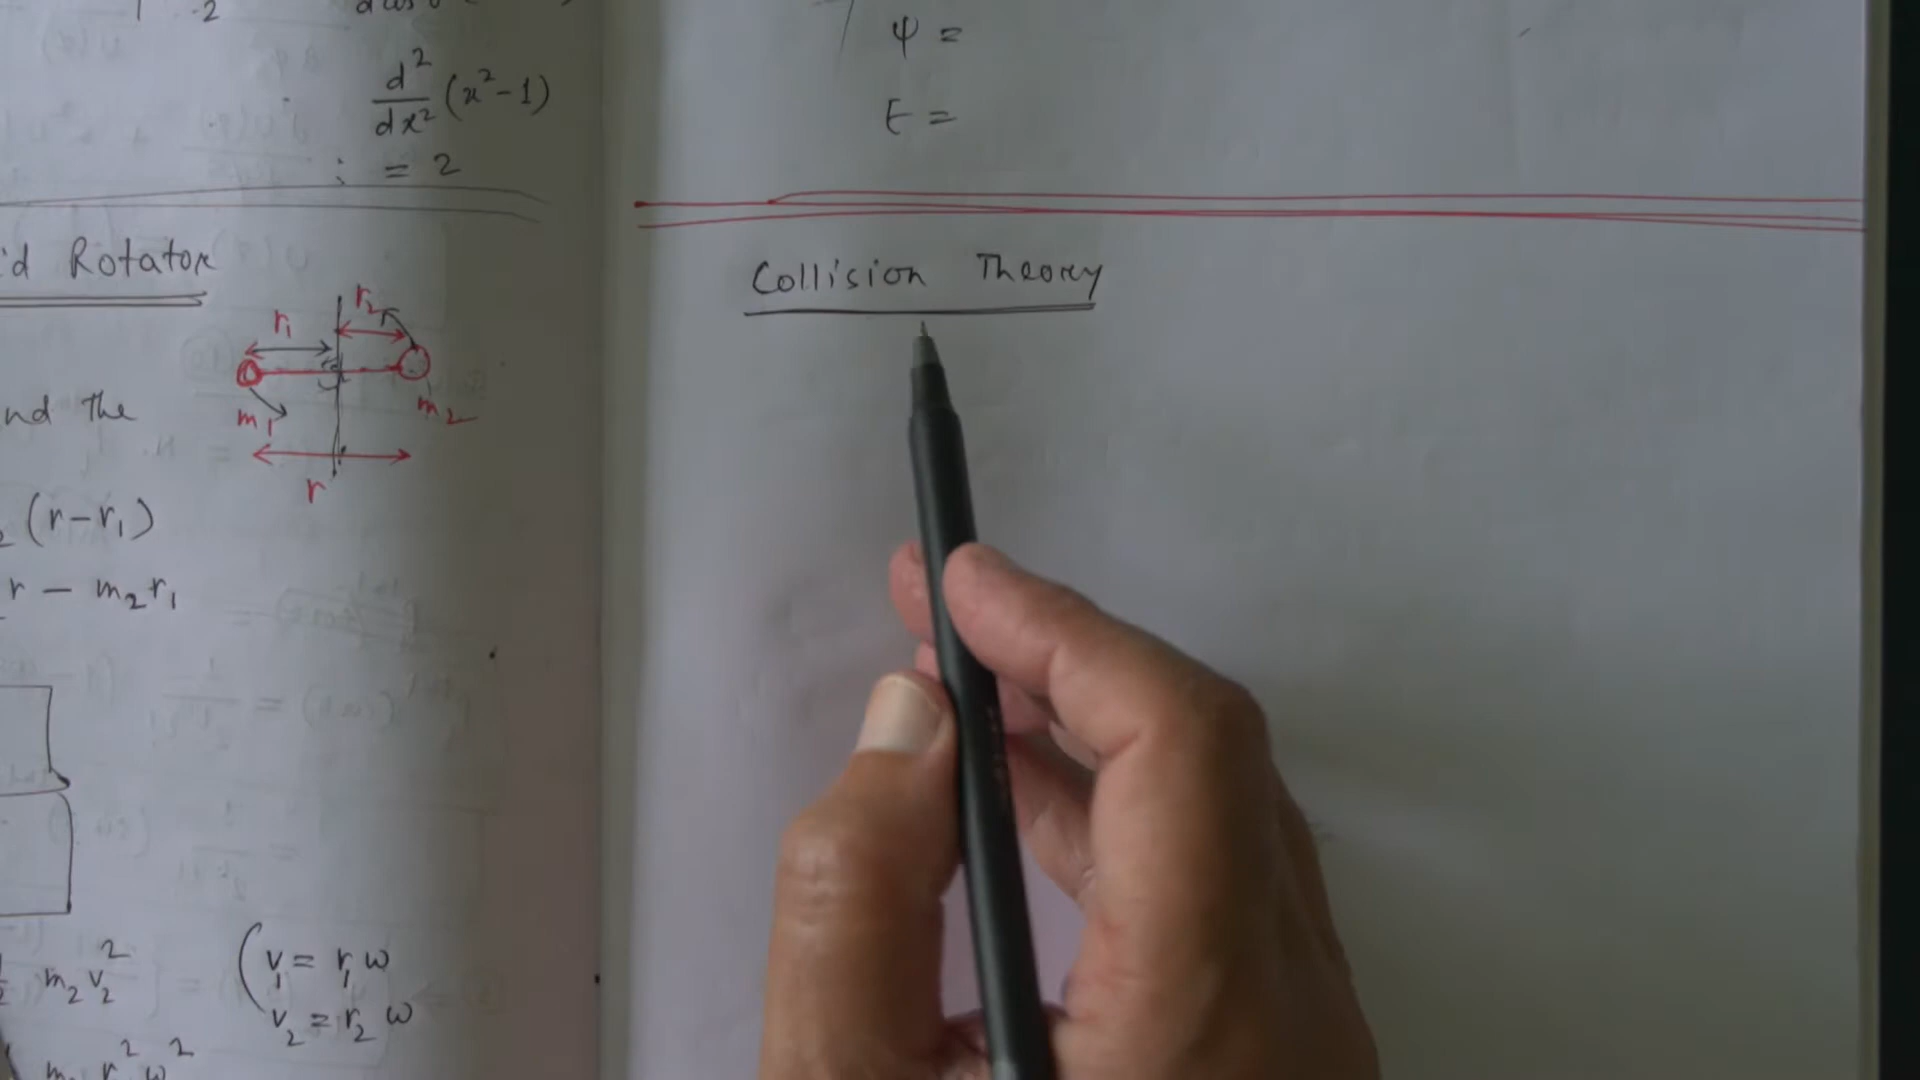 d²/dx² (x²-1)
= 2
'd Rotator
r₁
r₂
m₁
m₂
r
nd the
₂ (r-r₁)
r - m₂r₁
m₂v₂²
v₁ = r₁ω
v₂ = r₂ω
ψ =
E =
Collision Theory